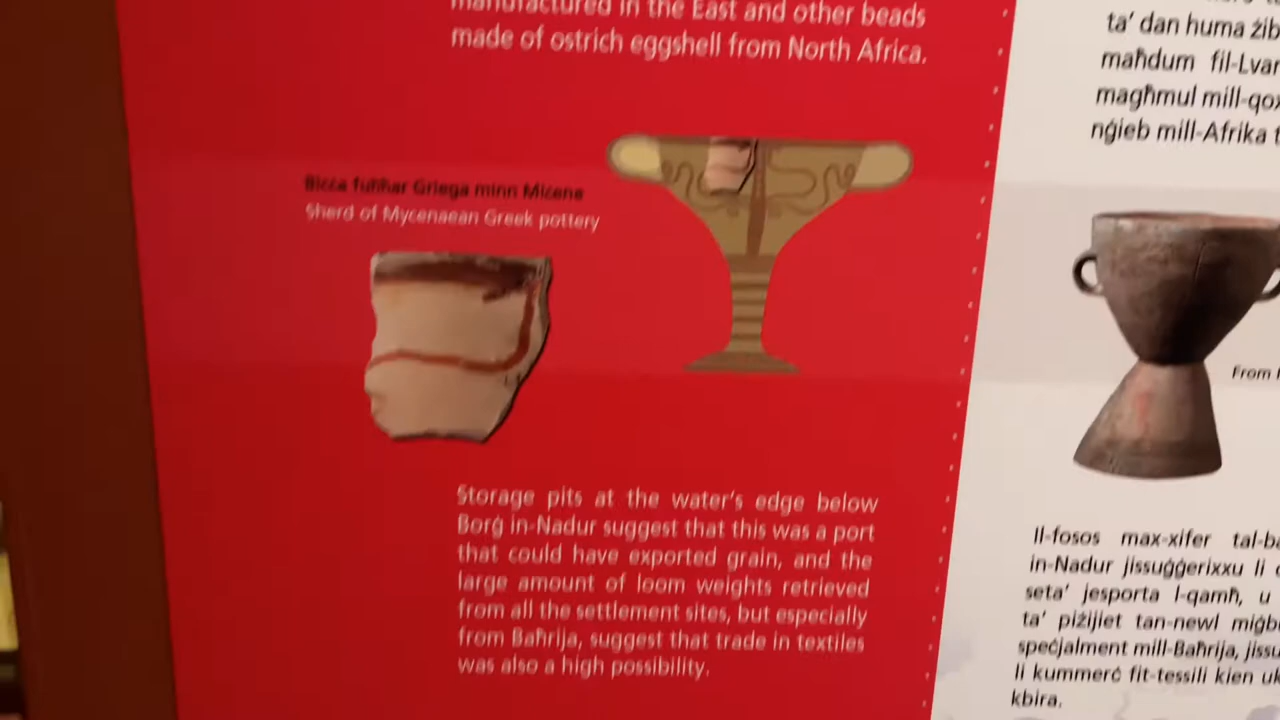 manufactured in the East and other beads
made of ostrich eggshell from North Africa.
Biċċa fuħħar Griega minn Miċene
Sherd of Mycenaean Greek pottery
Storage pits at the water's edge below
Borġ in-Nadur suggest that this was a port
that could have exported grain, and the
large amount of loom weights retrieved
from all the settlement sites, but especially
from Baħrija, suggest that trade in textiles
was also a high possibility.
ta' dan huma żib
maħdum fil-Lvan
magħmul mill-qox
nġieb mill-Afrika t
From
Il-fosos max-xifer tal-ba
in-Nadur jissuġġerixxu li
seta' jesporta l-qamħ, u
ta' piżijiet tan-newl miġb
speċjalment mill-Baħrija, jissu
li kummerċ fit-tessili kien uk
kbira.